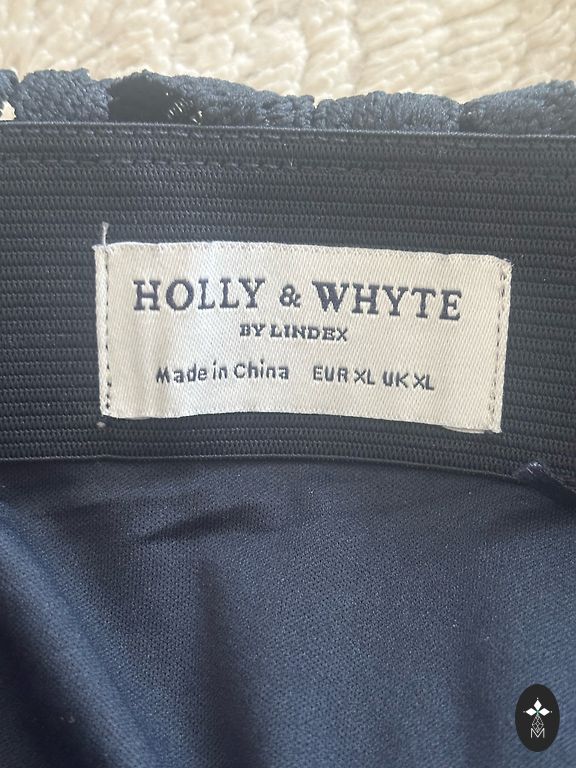 HOLLY & WHYTE
BY LINDEX
Made in China EUR XL UK XL
M